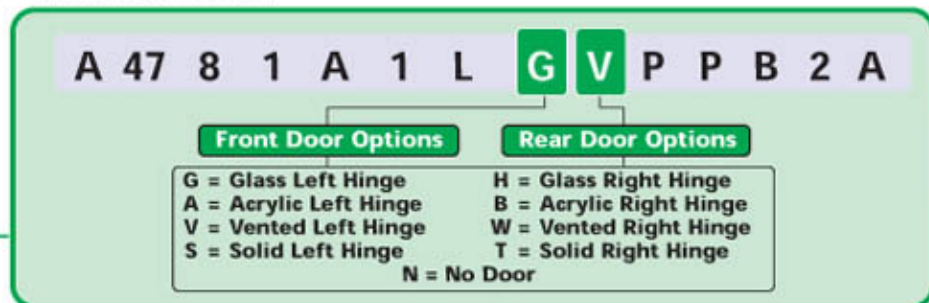 A 47 8 1 A 1 L G V P P B 2 A
Front Door Options Rear Door Options
G = Glass Left Hinge H = Glass Right Hinge
A = Acrylic Left Hinge B = Acrylic Right Hinge
V = Vented Left Hinge W = Vented Right Hinge
S = Solid Left Hinge T = Solid Right Hinge
N = No Door